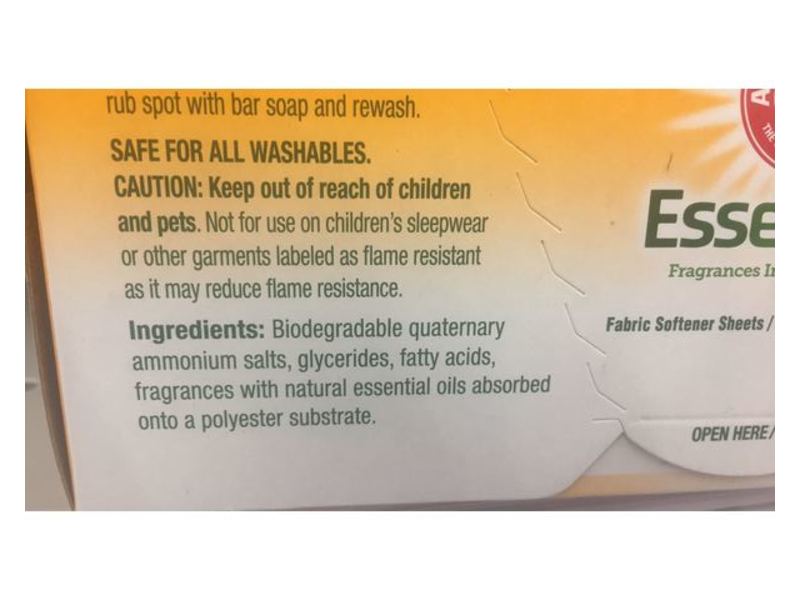 rub spot with bar soap and rewash.
SAFE FOR ALL WASHABLES.
CAUTION: Keep out of reach of children
and pets. Not for use on children's sleepwear
or other garments labeled as flame resistant
as it may reduce flame resistance.
Ingredients: Biodegradable quaternary
ammonium salts, glycerides, fatty acids,
fragrances with natural essential oils absorbed
onto a polyester substrate.
A
THE
Esse
Fragrances I
Fabric Softener Sheets /
OPEN HERE/